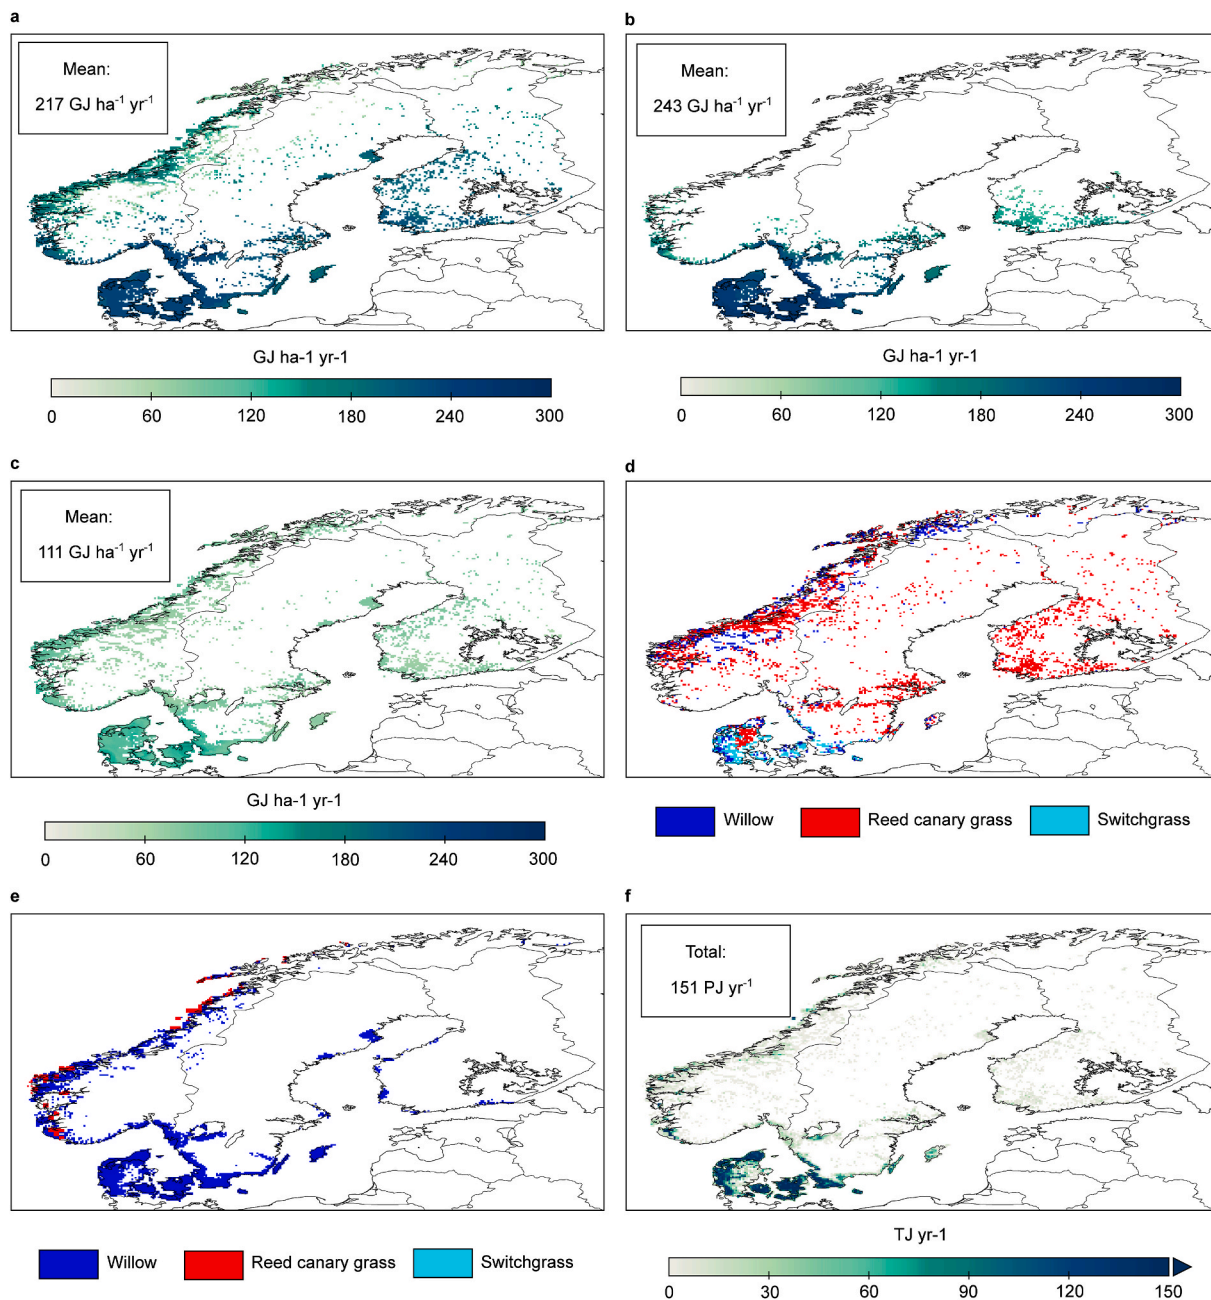 a
Mean:
217 GJ ha⁻¹ yr⁻¹
GJ ha-1 yr-1
0 60 120 180 240 300
b
Mean:
243 GJ ha⁻¹ yr⁻¹
GJ ha-1 yr-1
0 60 120 180 240 300
c
Mean:
111 GJ ha⁻¹ yr⁻¹
GJ ha-1 yr-1
0 60 120 180 240 300
d
Willow Reed canary grass Switchgrass
e
Willow Reed canary grass Switchgrass
f
Total:
151 PJ yr⁻¹
TJ yr-1
0 30 60 90 120 150